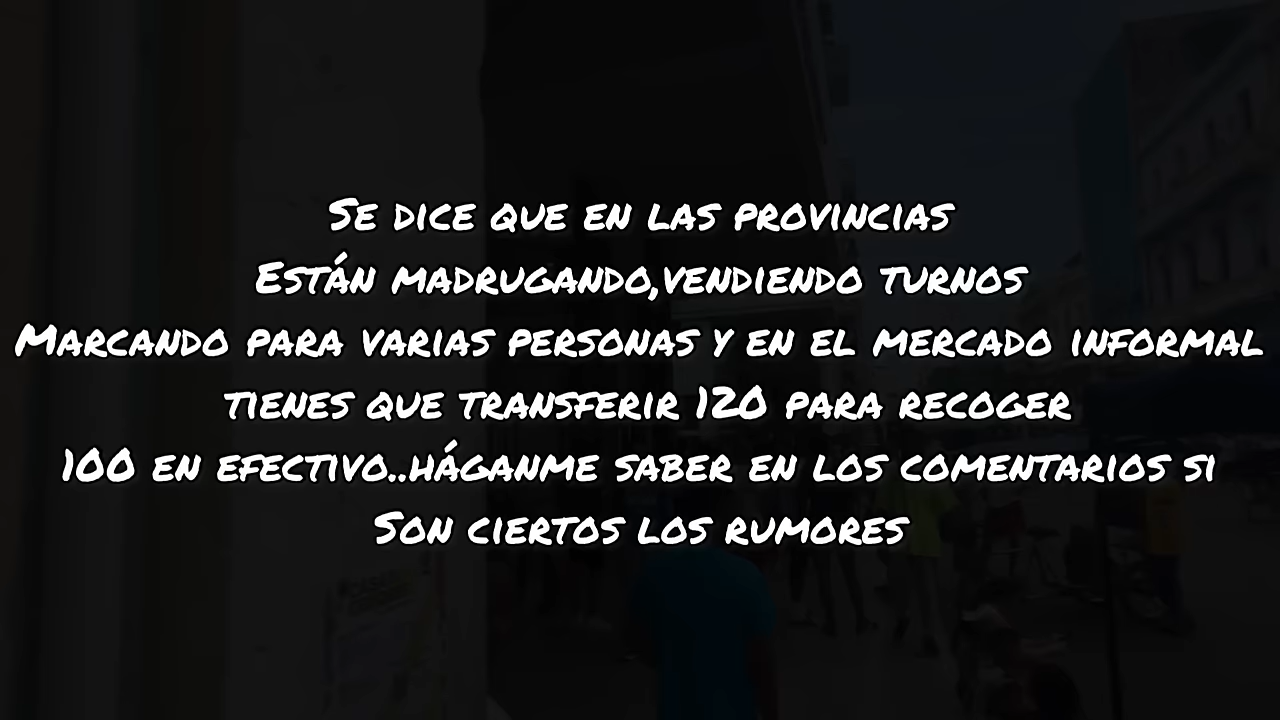 Se dice que en las provincias
Están madrugando,vendiendo turnos
Marcando para varias personas y en el mercado informal
tienes que transferir 120 para recoger
100 en efectivo..háganme saber en los comentarios si
Son ciertos los rumores